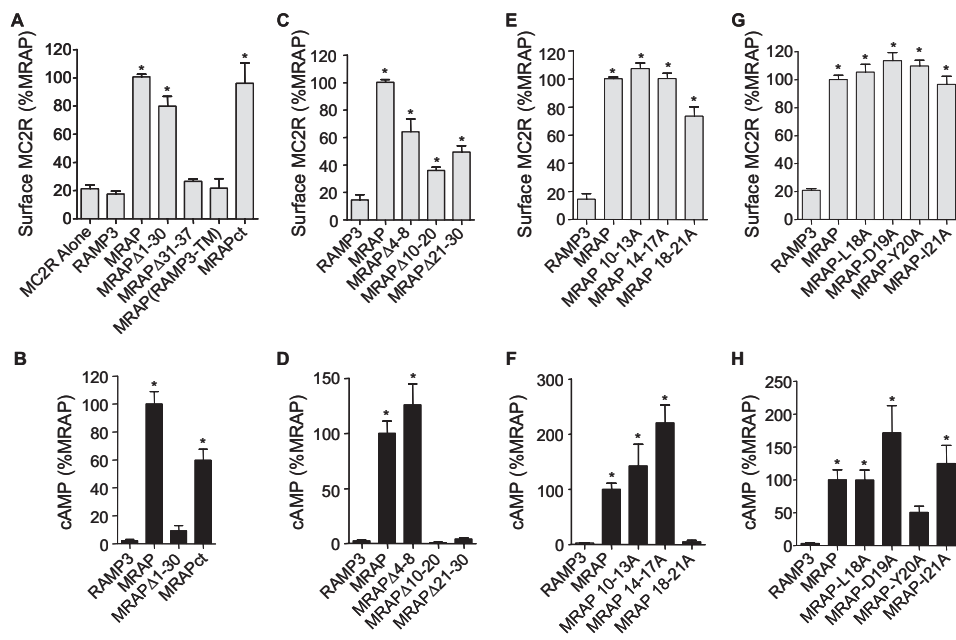 A
Surface MC2R (%MRAP)
120
100
80
60
40
20
0
* * *
MC2R Alone
RAMP3
MRAP
MRAPΔ1-30
MRAPΔ31-37
MRAP(RAMP3-TM)
MRAPct
C
Surface MC2R (%MRAP)
120
100
80
60
40
20
0
* * * *
RAMP3
MRAP
MRAPΔ4-8
MRAPΔ10-20
MRAPΔ21-30
E
Surface MC2R (%MRAP)
120
100
80
60
40
20
0
* * * *
RAMP3
MRAP
MRAP 10-13A
MRAP 14-17A
MRAP 18-21A
G
Surface MC2R (%MRAP)
120
100
80
60
40
20
0
* * * * *
RAMP3
MRAP
MRAP-L18A
MRAP-D19A
MRAP-Y20A
MRAP-I21A
B
cAMP (%MRAP)
120
100
80
60
40
20
0
* *
RAMP3
MRAP
MRAPΔ1-30
MRAPct
D
cAMP (%MRAP)
150
100
50
0
* *
RAMP3
MRAP
MRAPΔ4-8
MRAPΔ10-20
MRAPΔ21-30
F
cAMP (%MRAP)
300
200
100
0
* * *
RAMP3
MRAP
MRAP 10-13A
MRAP 14-17A
MRAP 18-21A
H
cAMP (%MRAP)
250
200
150
100
50
0
* * * *
RAMP3
MRAP
MRAP-L18A
MRAP-D19A
MRAP-Y20A
MRAP-I21A